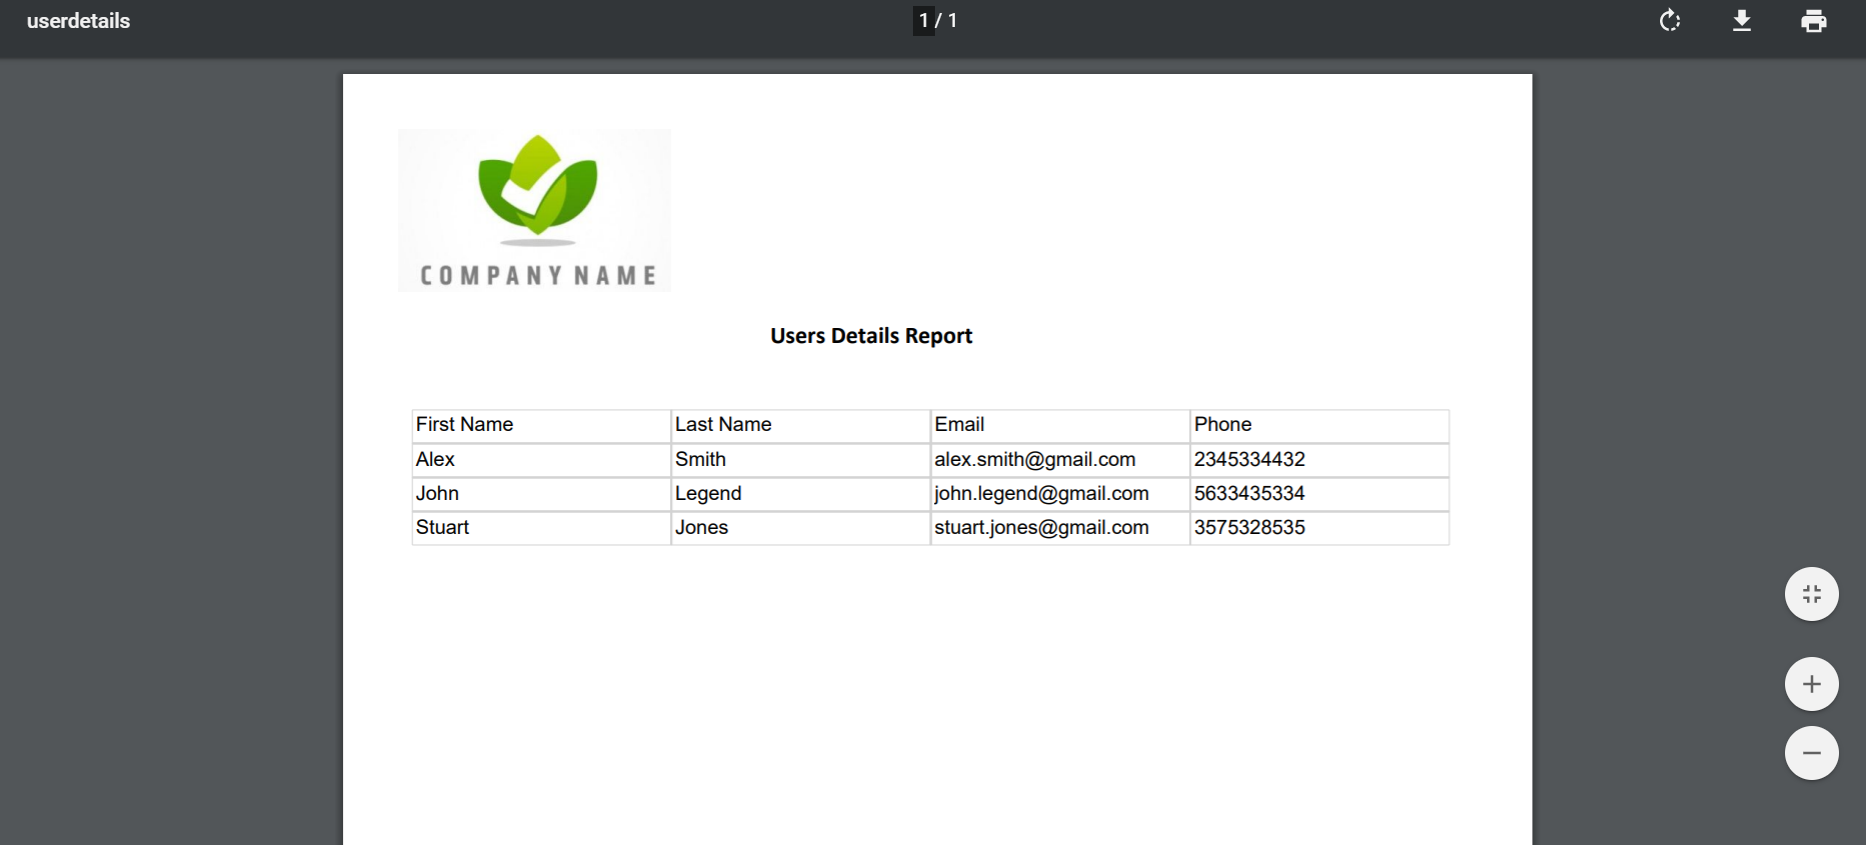 userdetails
1 / 1
COMPANY NAME
Users Details Report
First Name Last Name Email Phone
Alex Smith alex.smith@gmail.com 2345334432
John Legend john.legend@gmail.com 5633435334
Stuart Jones stuart.jones@gmail.com 3575328535